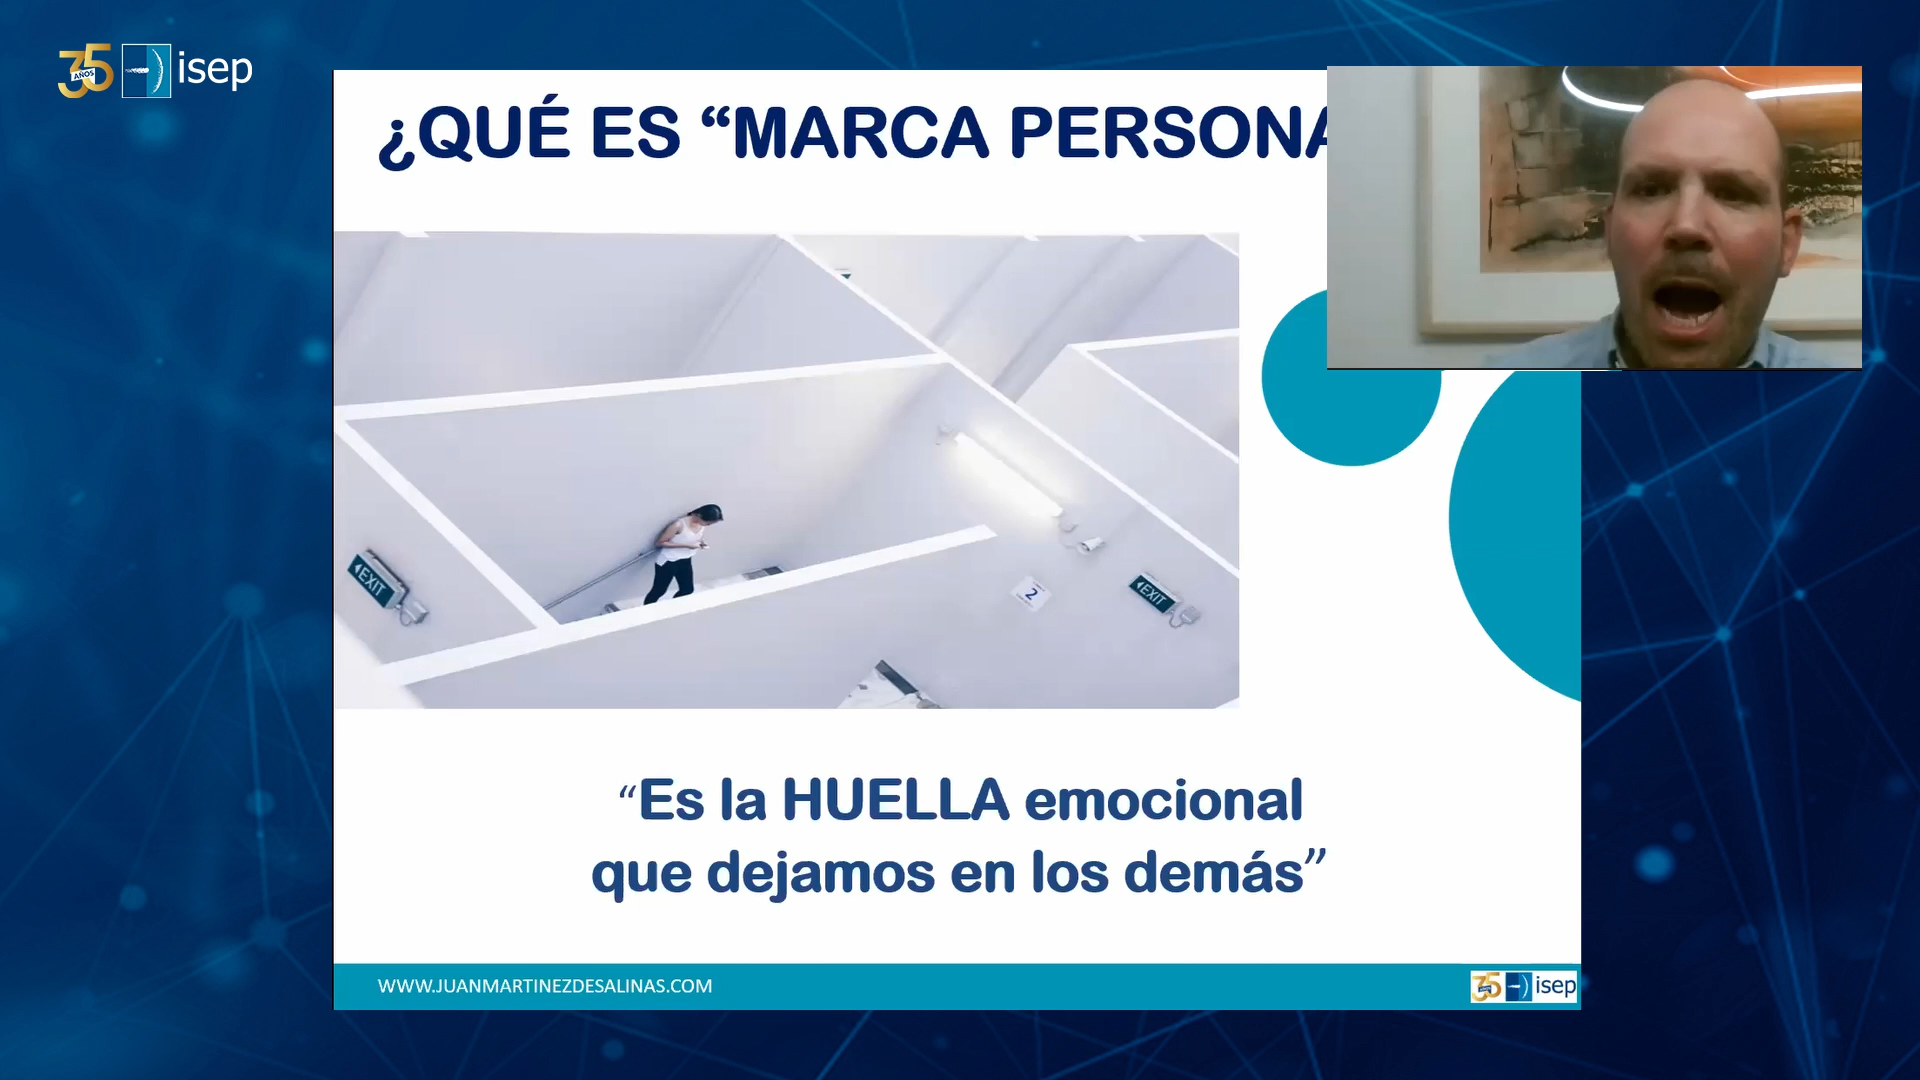 35
AÑOS
isep
¿QUÉ ES “MARCA PERSONA
EXIT
2
EXIT
“Es la HUELLA emocional
que dejamos en los demás”
WWW.JUANMARTINEZDESALINAS.COM
35
isep